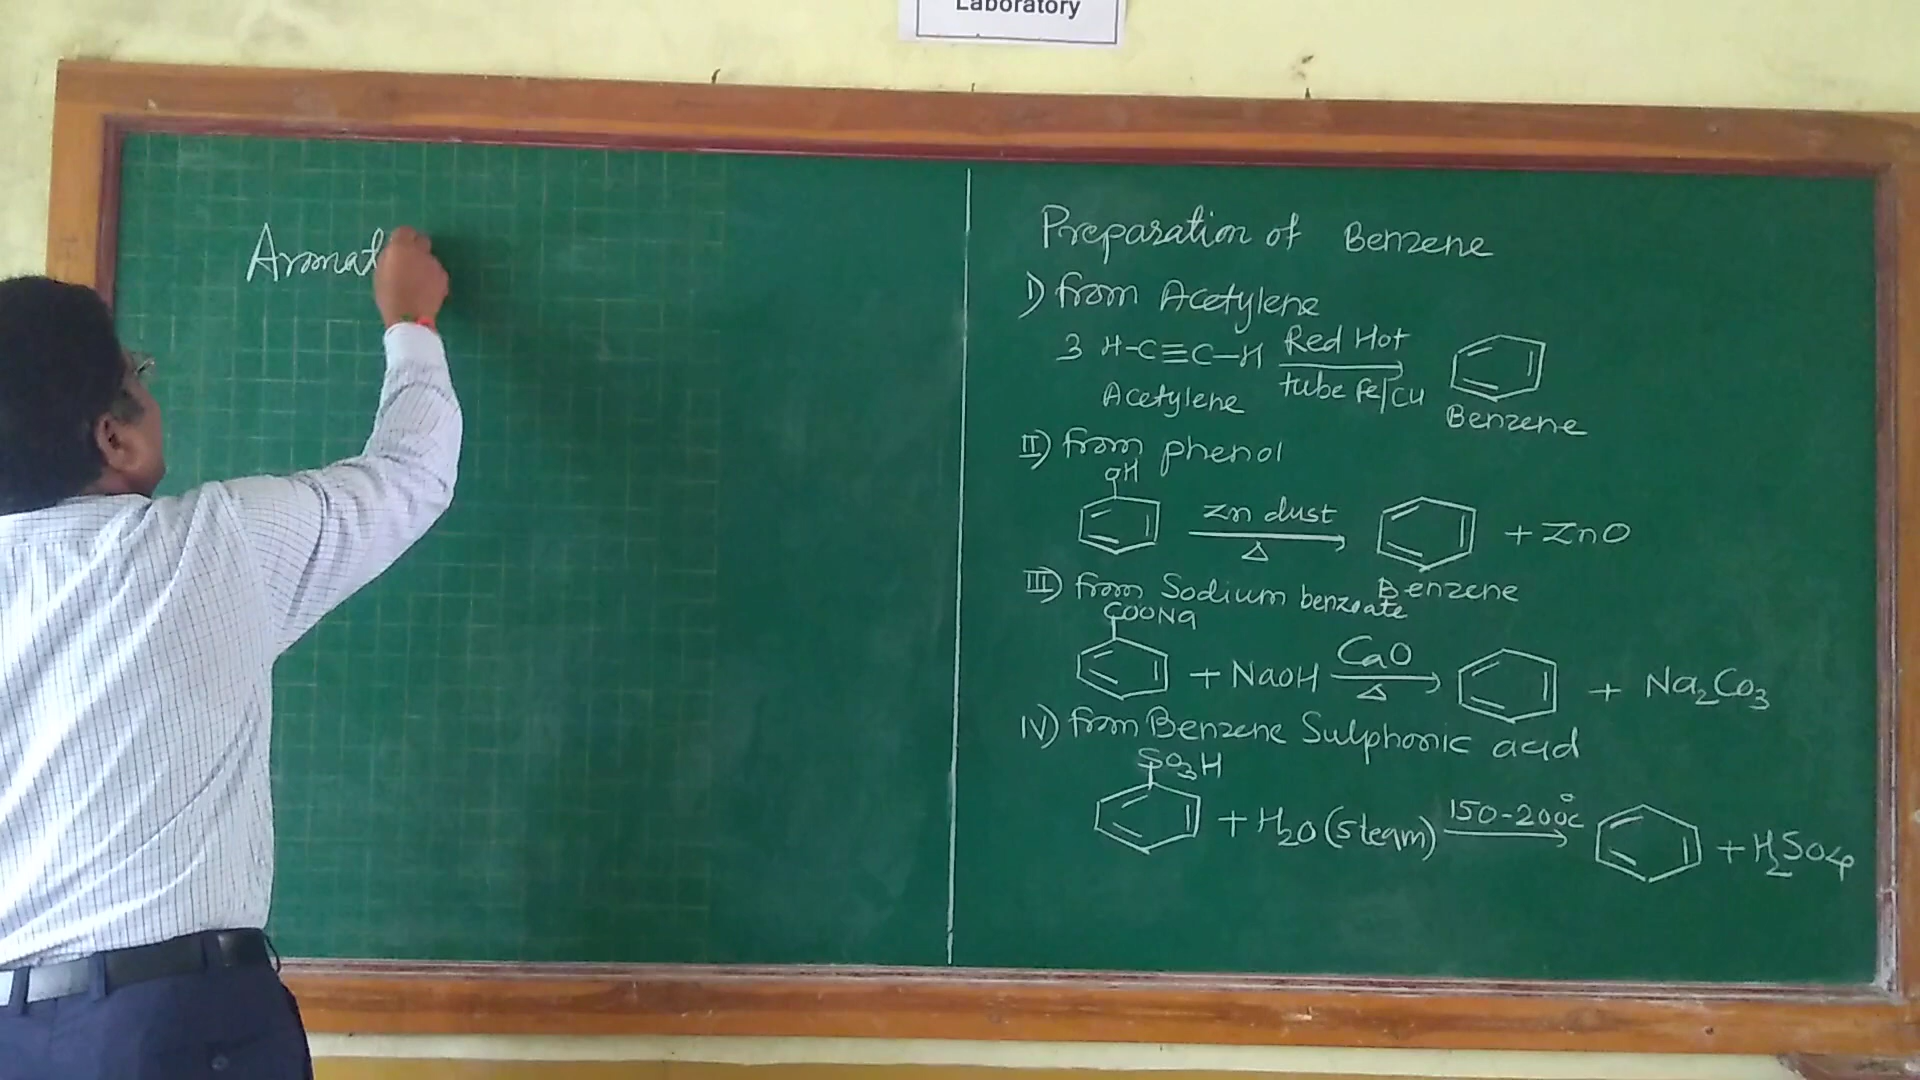 Laboratory
Aromat
Preparation of Benzene
I) from Acetylene
3 H-C≡C-H Red Hot
tube Fe/Cu
Acetylene
Benzene
II) from phenol
OH
Zn dust
Δ
+ ZnO
Benzene
III) from Sodium benzoate
COONa
+ NaOH CaO
Δ
+ Na₂CO₃
IV) from Benzene Sulphonic acid
SO₃H
+ H₂O (steam) 150-200°C + H₂SO₄